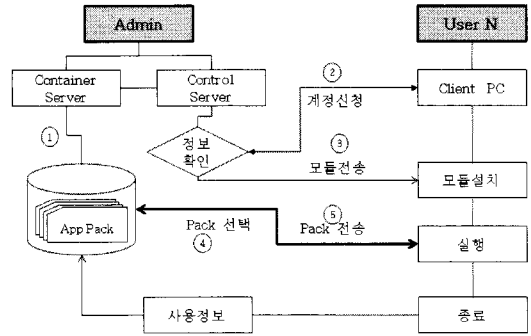 Admin
User N
Container Server
Control Server
Client PC
②
계정신청
①
정보 확인
③
모듈전송
모듈설치
App Pack
Pack 선택
④
⑤
Pack 전송
실행
사용정보
종료